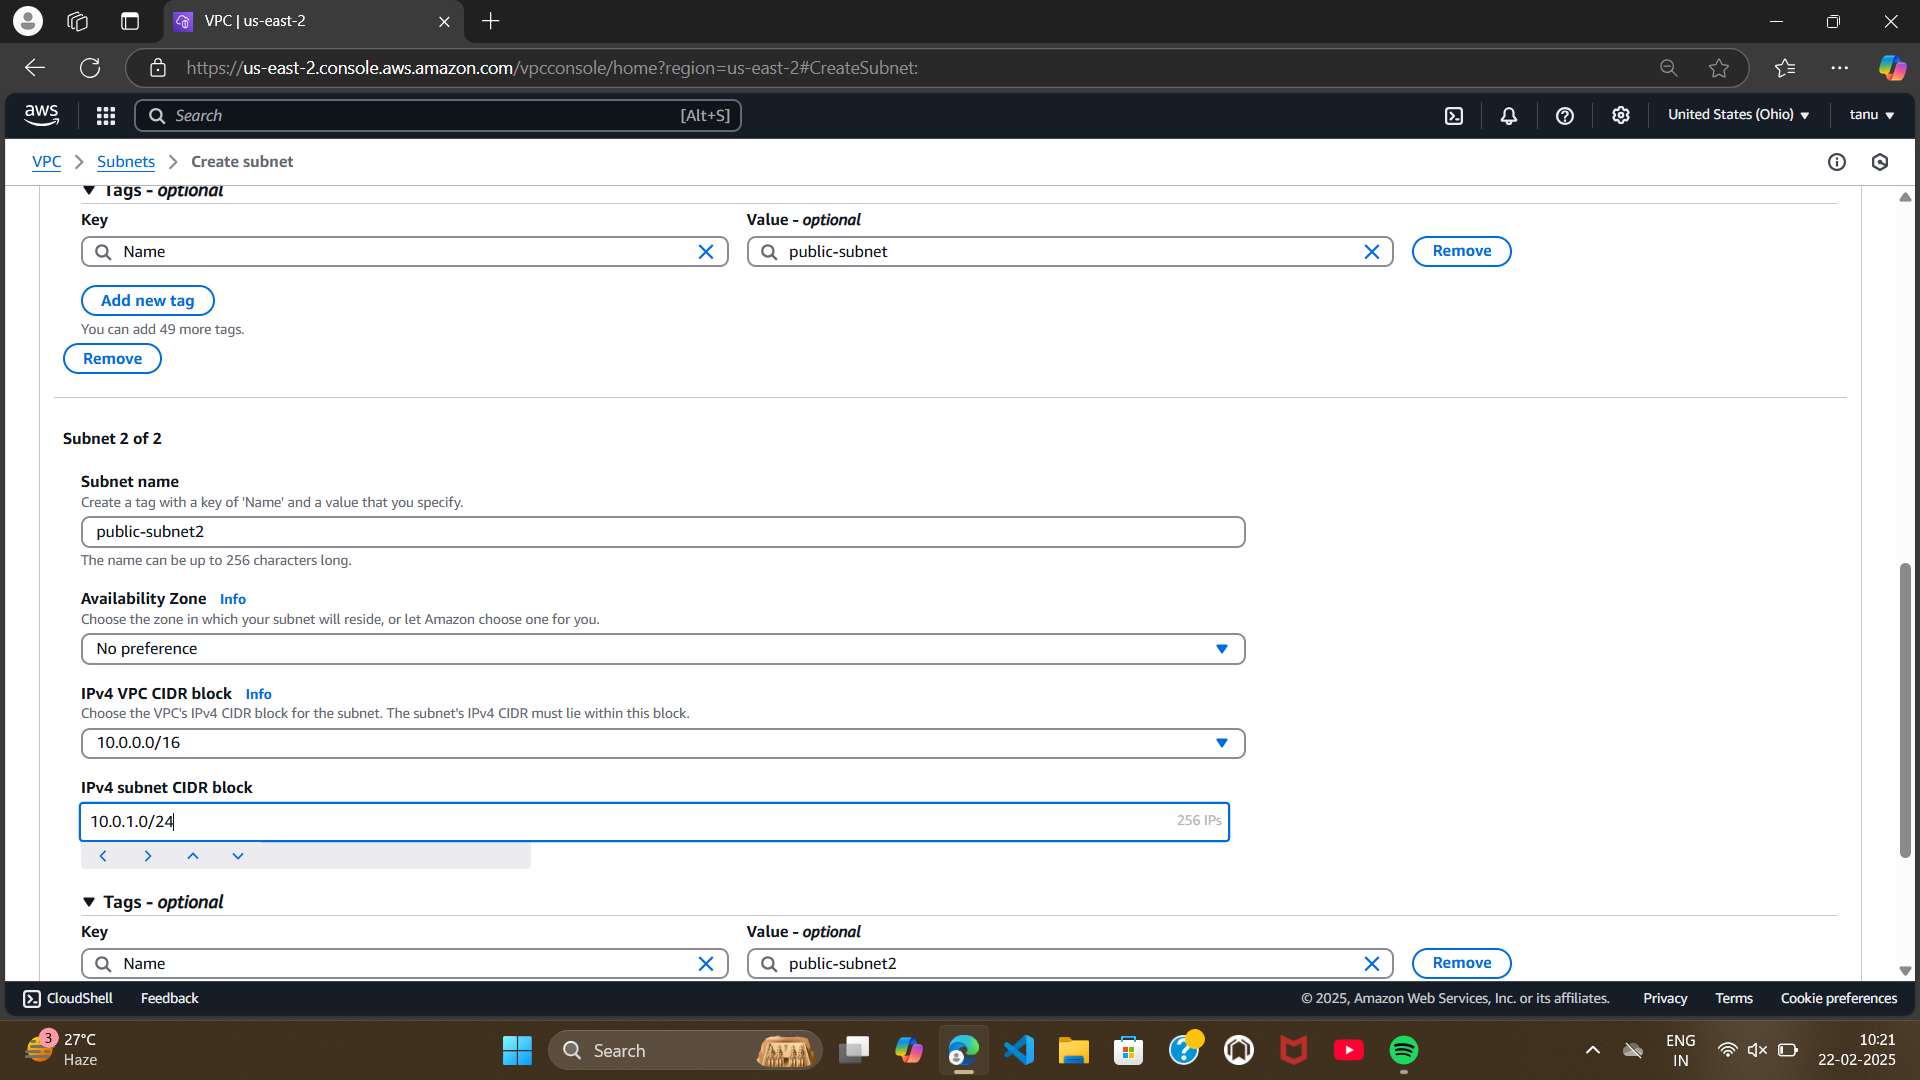 VPC | us-east-2
https://us-east-2.console.aws.amazon.com/vpcconsole/home?region=us-east-2#CreateSubnet:
aws
Search [Alt+S]
United States (Ohio)
tanu
VPC > Subnets > Create subnet
Tags - optional
Key
Value - optional
Name
public-subnet
Remove
Add new tag
You can add 49 more tags.
Remove
Subnet 2 of 2
Subnet name
Create a tag with a key of 'Name' and a value that you specify.
public-subnet2
The name can be up to 256 characters long.
Availability Zone Info
Choose the zone in which your subnet will reside, or let Amazon choose one for you.
No preference
IPv4 VPC CIDR block Info
Choose the VPC's IPv4 CIDR block for the subnet. The subnet's IPv4 CIDR must lie within this block.
10.0.0.0/16
IPv4 subnet CIDR block
10.0.1.0/24
256 IPs
Tags - optional
Key
Value - optional
Name
public-subnet2
Remove
CloudShell
Feedback
© 2025, Amazon Web Services, Inc. or its affiliates.
Privacy
Terms
Cookie preferences
3
27°C
Haze
Search
ENG
IN
10:21
22-02-2025